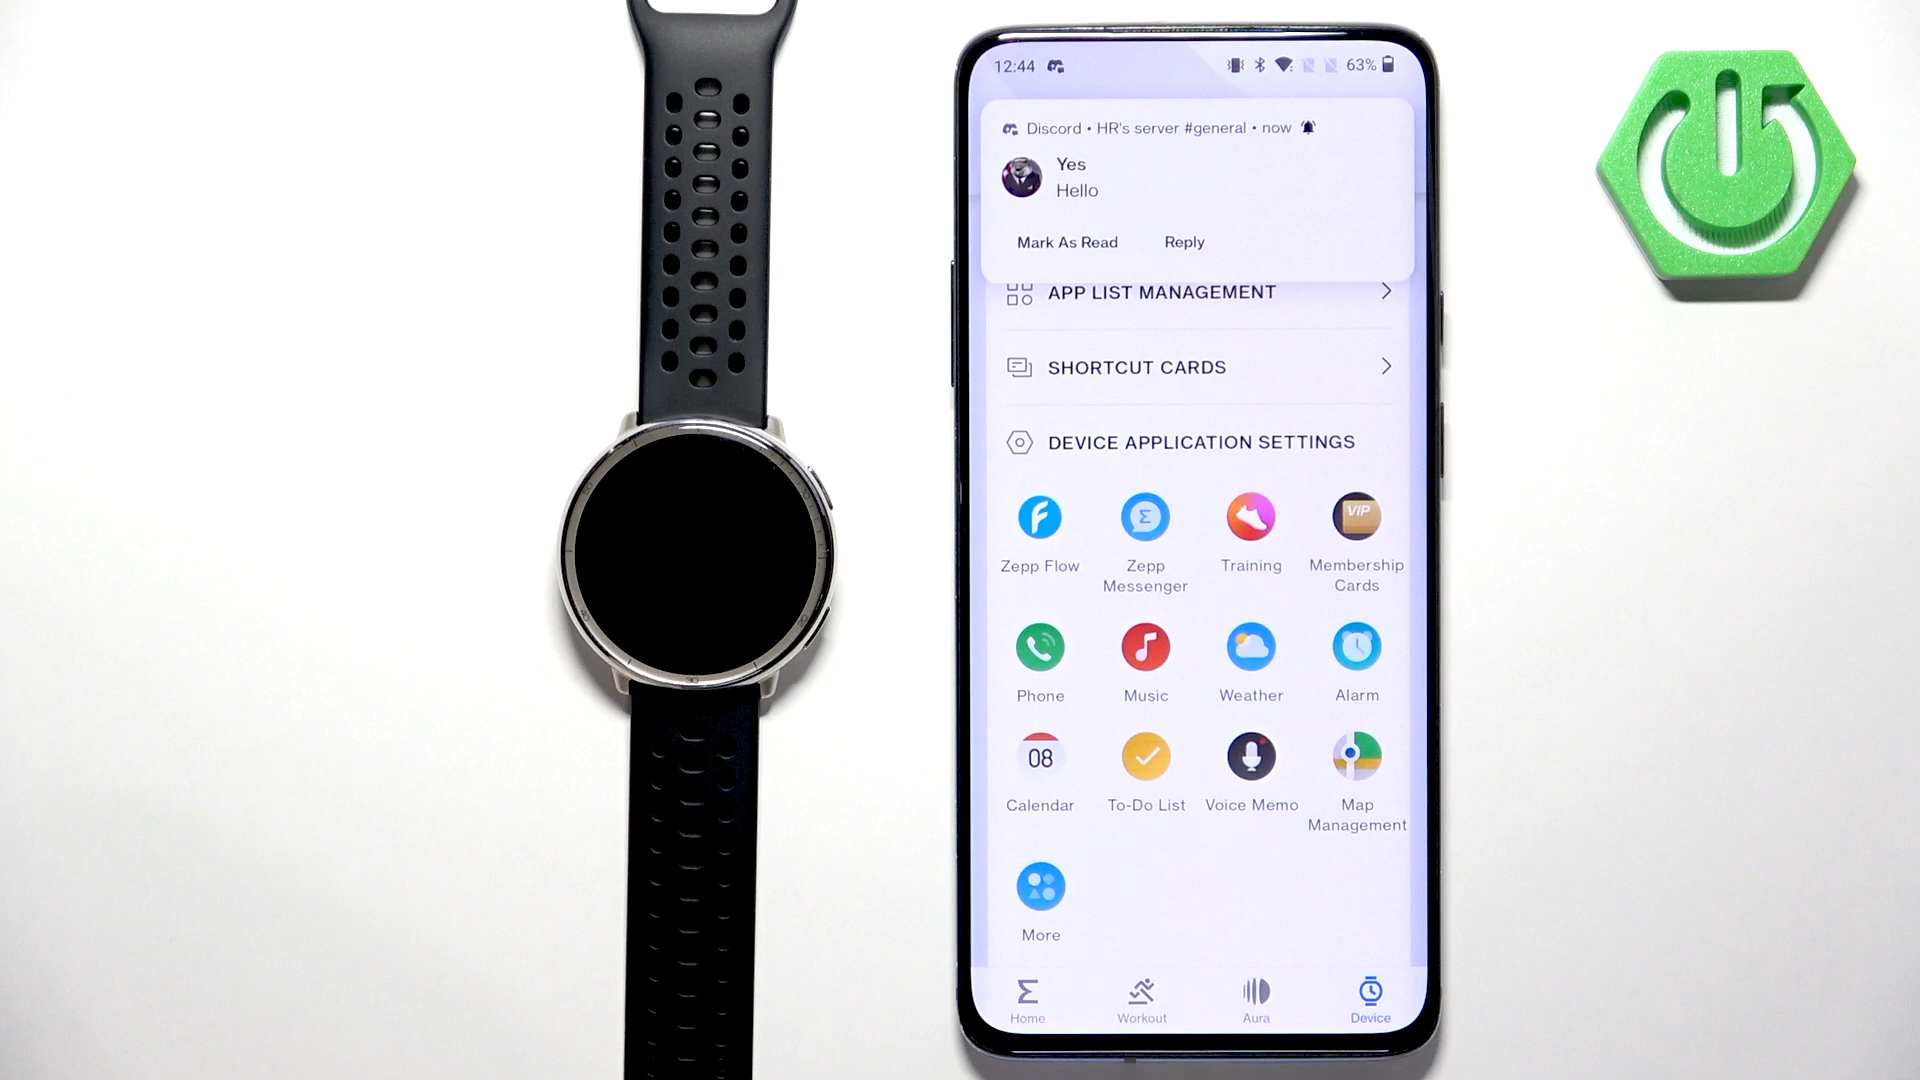 12:44 63%
Discord • HR's server #general • now
Yes
Hello
Mark As Read Reply
APP LIST MANAGEMENT
SHORTCUT CARDS
DEVICE APPLICATION SETTINGS
Zepp Flow
Zepp
Messenger
Training
VIP
Membership
Cards
Phone
Music
Weather
Alarm
08
Calendar
To-Do List
Voice Memo
Map
Management
More
Home
Workout
Aura
Device
30